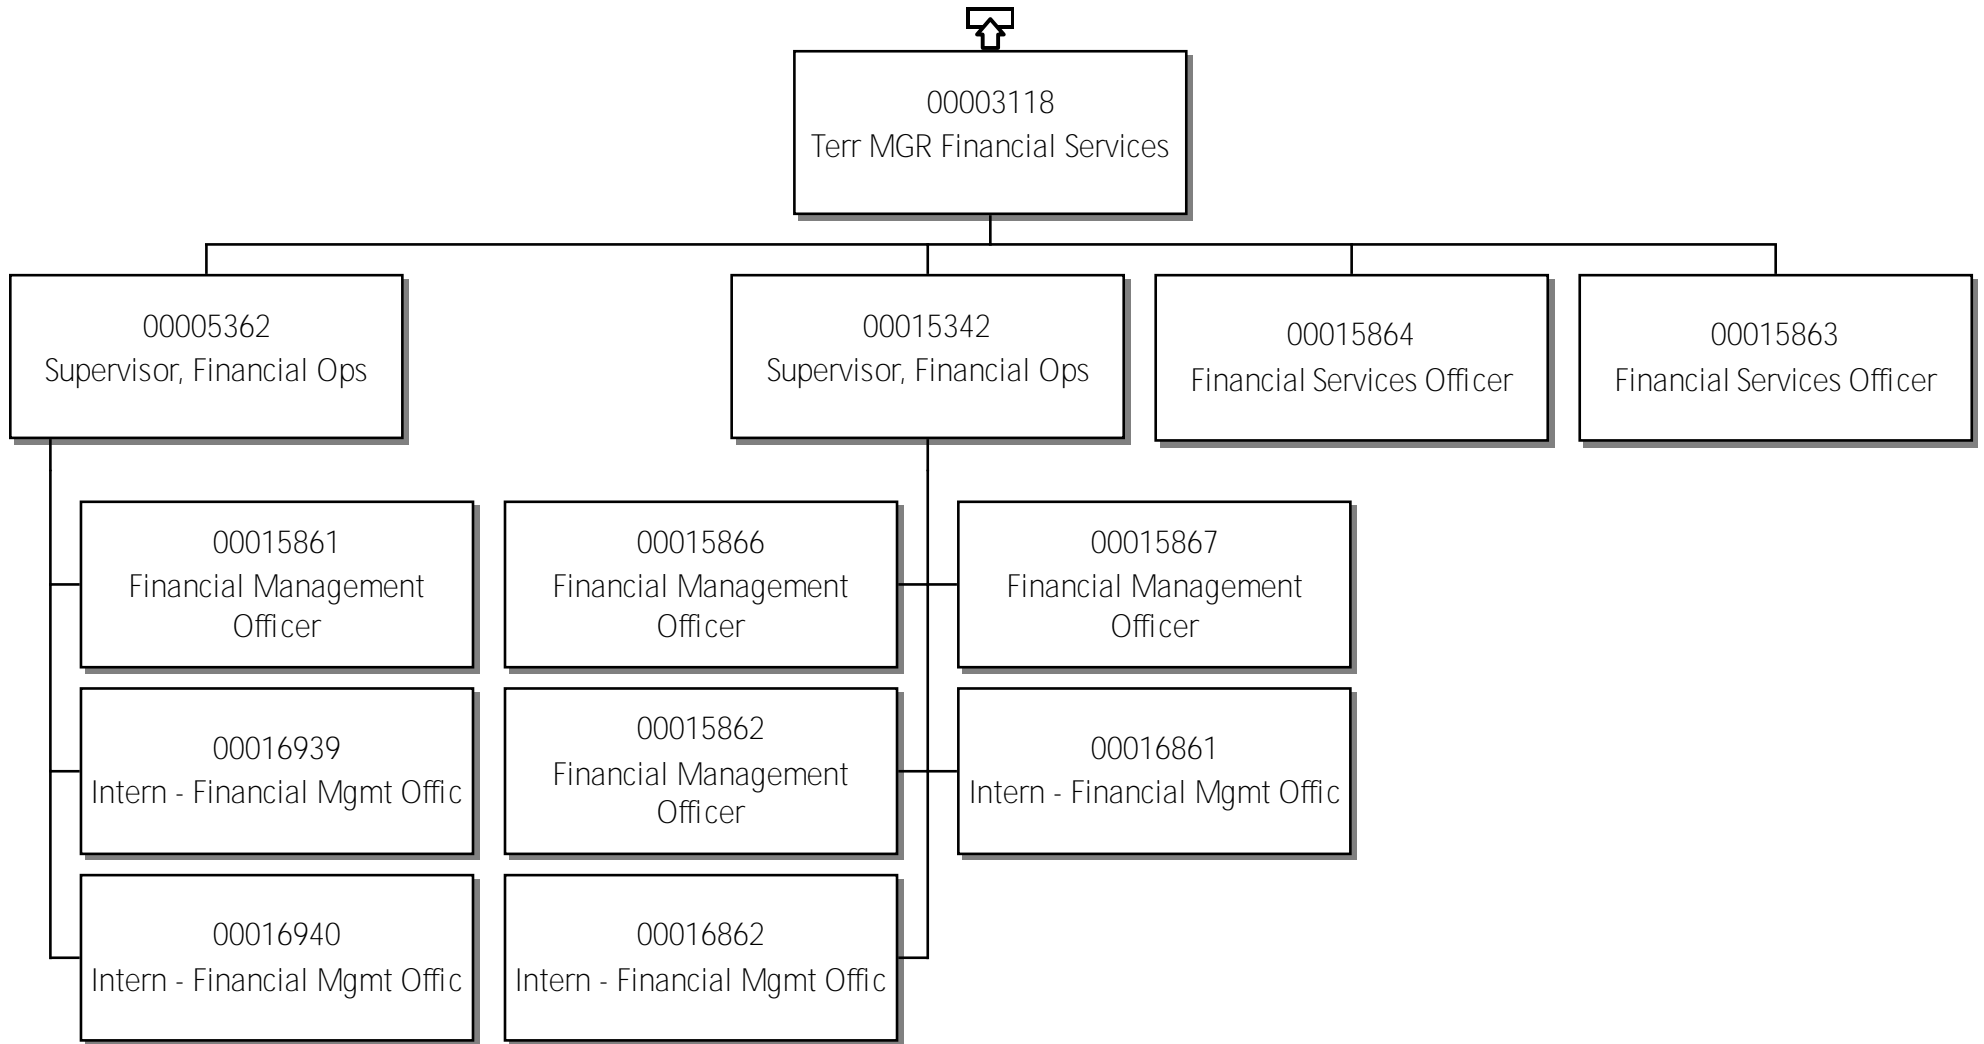 00003118
Terr MGR Financial Services
00005362
Supervisor, Financial Ops
00015342
Supervisor, Financial Ops
00015864
Financial Services Officer
00015863
Financial Services Officer
00015861
Financial Management
Officer
00015866
Financial Management
Officer
00015867
Financial Management
Officer
00016939
Intern - Financial Mgmt Offic
00015862
Financial Management
Officer
00016861
Intern - Financial Mgmt Offic
00016940
Intern - Financial Mgmt Offic
00016862
Intern - Financial Mgmt Offic